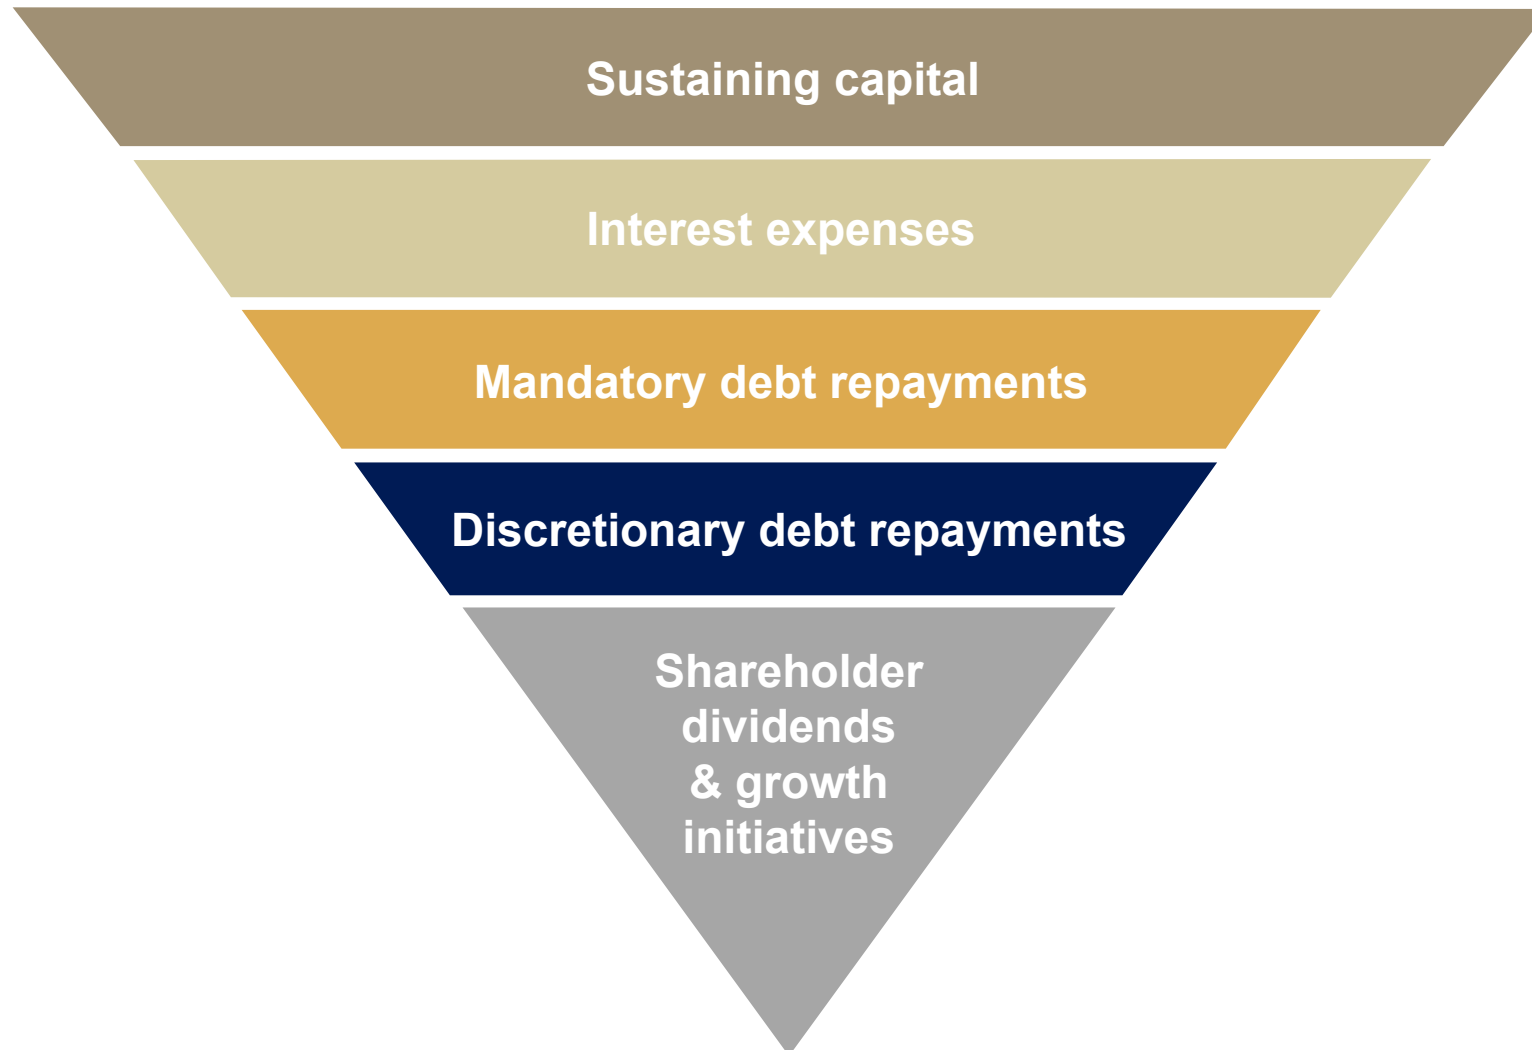 Sustaining capital
Interest expenses
Mandatory debt repayments
Discretionary debt repayments
Shareholder
dividends
& growth
initiatives